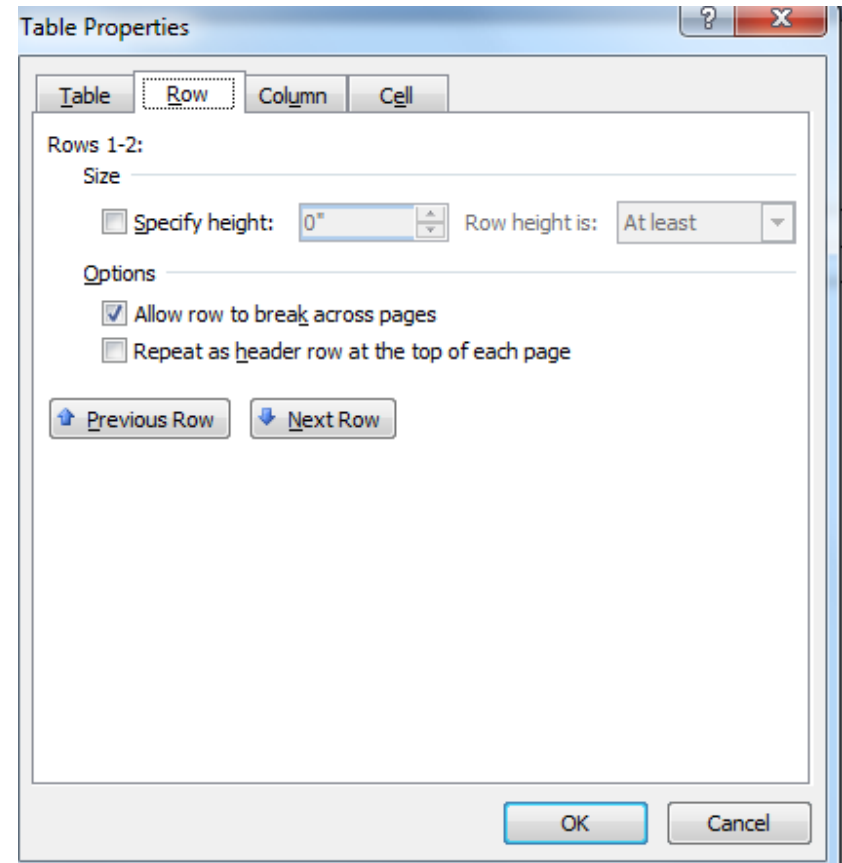 Table Properties
?
Table Row Column Cell
Rows 1-2:
Size
Specify height: 0" Row height is: At least
Options
Allow row to break across pages
Repeat as header row at the top of each page
Previous Row Next Row
OK Cancel